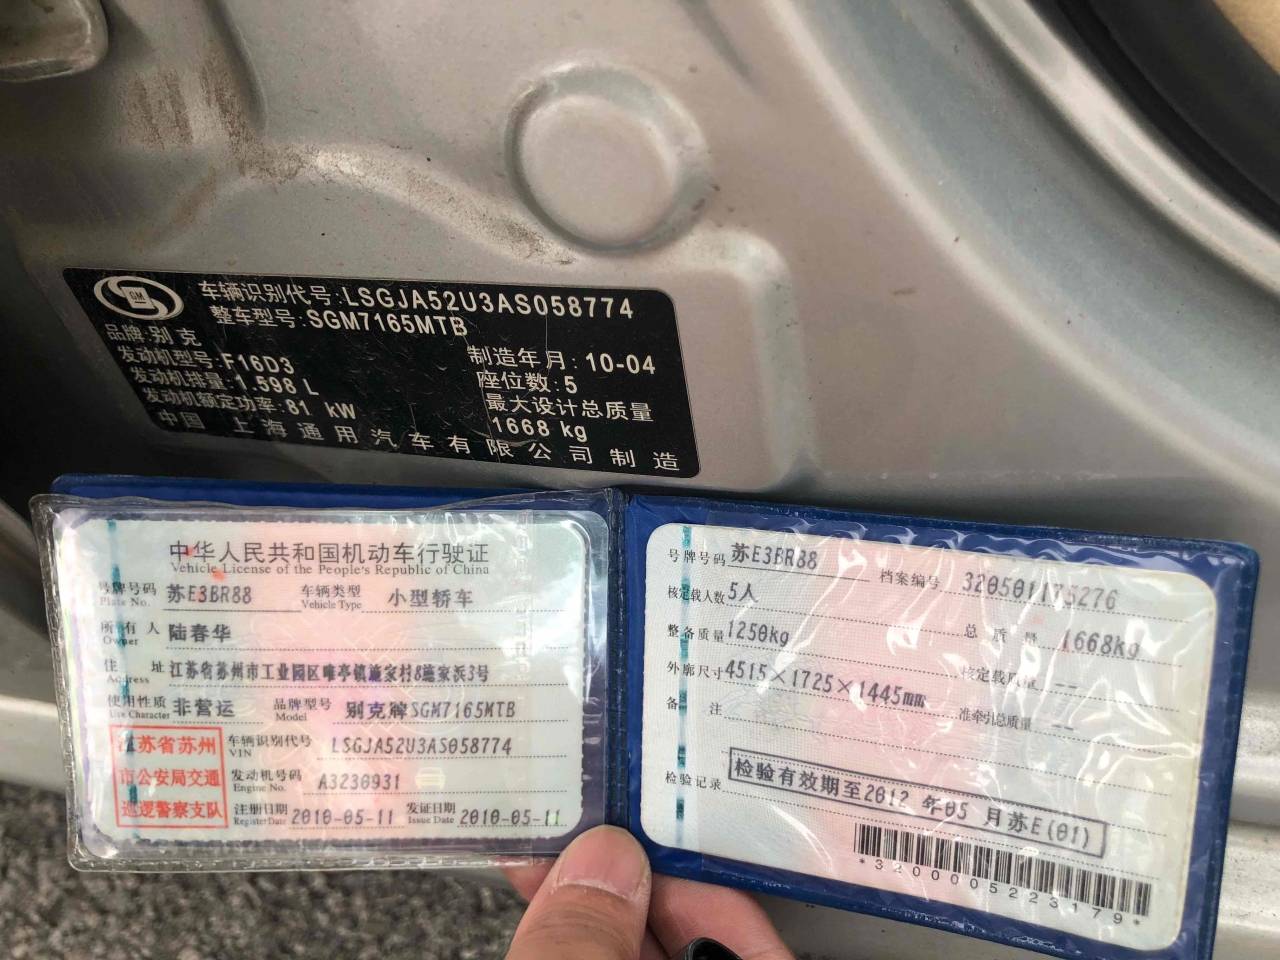 GM
车辆识别代号:LSGJA52U3AS058774
整车型号:SGM7165MTB
品牌:别克
发动机型号:F16D3
制造年月:10-04
发动机排量:1.598 L
座位数:5
发动机额定功率:81 kW
最大设计总质量
1668 kg
中国 上海通用汽车有限公司制造
中华人民共和国机动车行驶证
Vehicle License of the People's Republic of China
号牌号码 苏E3BR88 车辆类型 小型轿车
Plate No. Vehicle Type
所有人 陆春华
Owner
住址 江苏省苏州市工业园区唯亭镇施家村8施家浜3号
Address
使用性质 非营运 品牌型号 别克牌SGM7165MTB
Use Character Model
江苏省苏州
市公安局交通
巡逻警察支队
车辆识别代号 LSGJA52U3AS058774
VIN
发动机号码 A3230931
Engine No.
注册日期 2010-05-11 发证日期 2010-05-11
Register Date Issue Date
号牌号码 苏E3BR88 档案编号 320501175276
核定载人数 5人
总质量 1668kg
整备质量 1250kg
核定载质量 --
外廓尺寸 4515×1725×1445mm
准牵引总质量 --
备注
检验记录 检验有效期至2012年05月苏E(01)
*3200005223179*